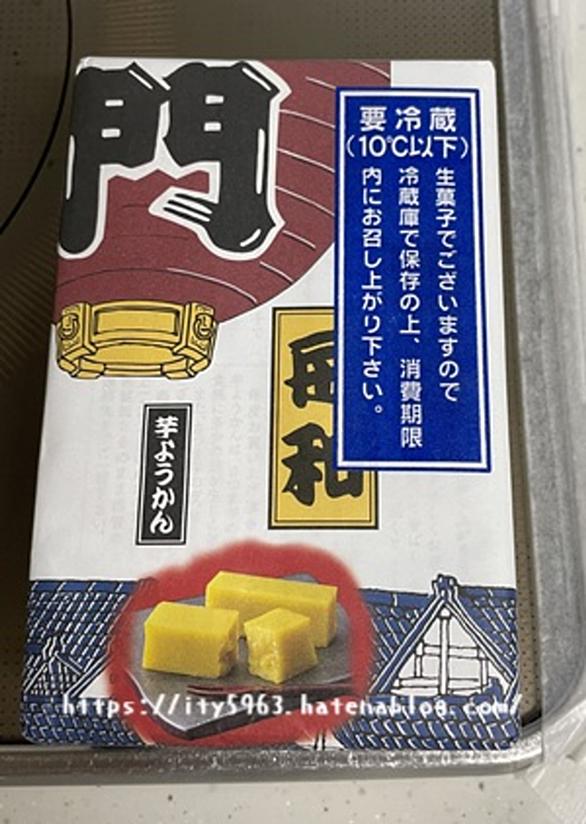 門
要冷蔵
(10℃以下)
生菓子でございますので
冷蔵庫で保存の上、消費期限
内にお召し上がり下さい。
舟和
芋ようかん
https://ity5963.hatenablog.com/